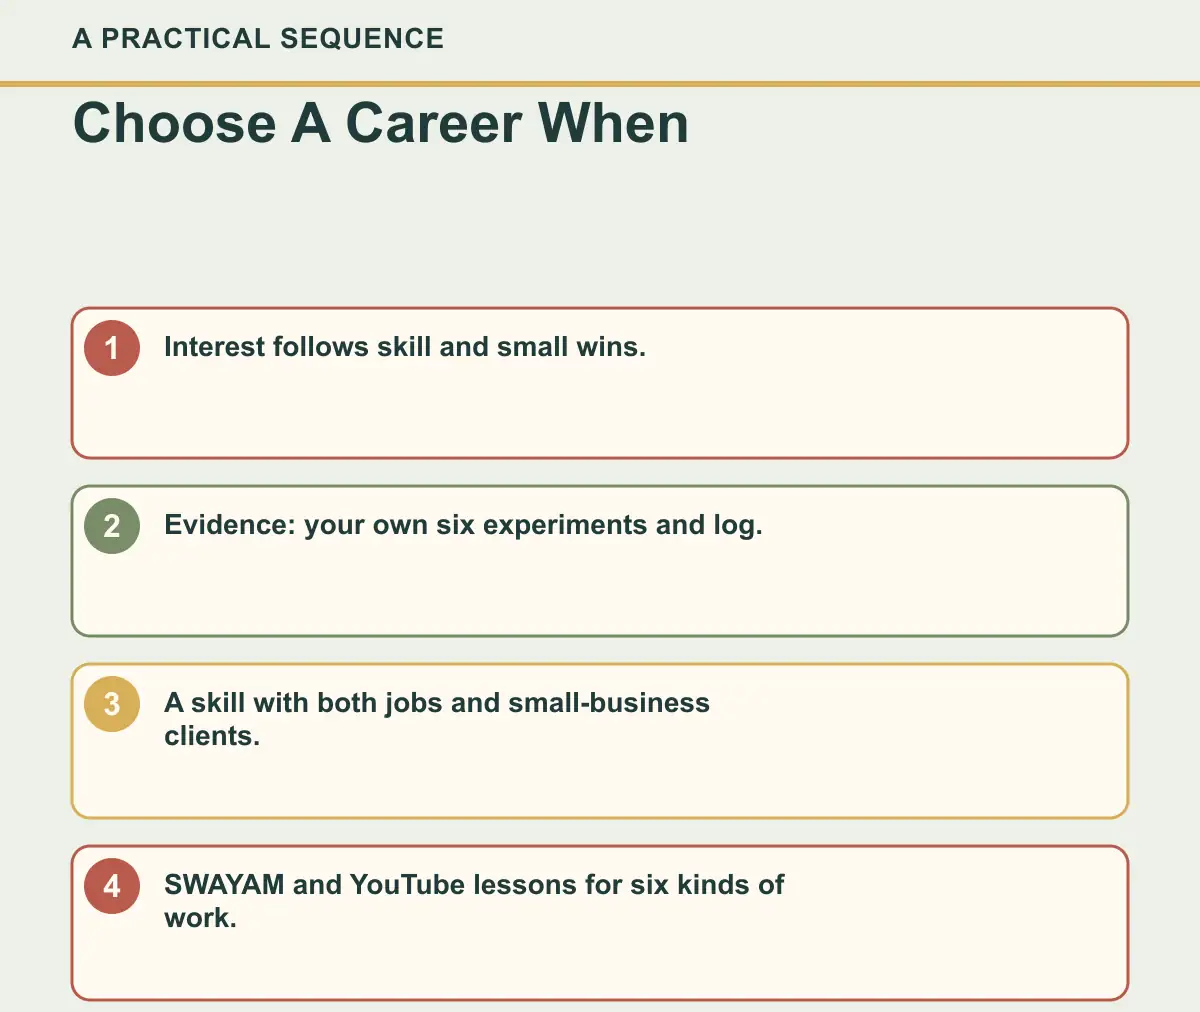 A PRACTICAL SEQUENCE
Choose A Career When
1
Interest follows skill and small wins.
2
Evidence: your own six experiments and log.
3
A skill with both jobs and small-business
clients.
4
SWAYAM and YouTube lessons for six kinds of
work.